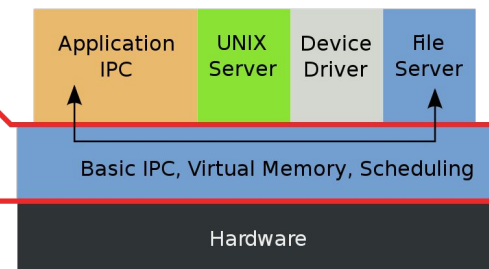 Application
IPC
UNIX
Server
Device
Driver
File
Server
Basic IPC, Virtual Memory, Scheduling
Hardware